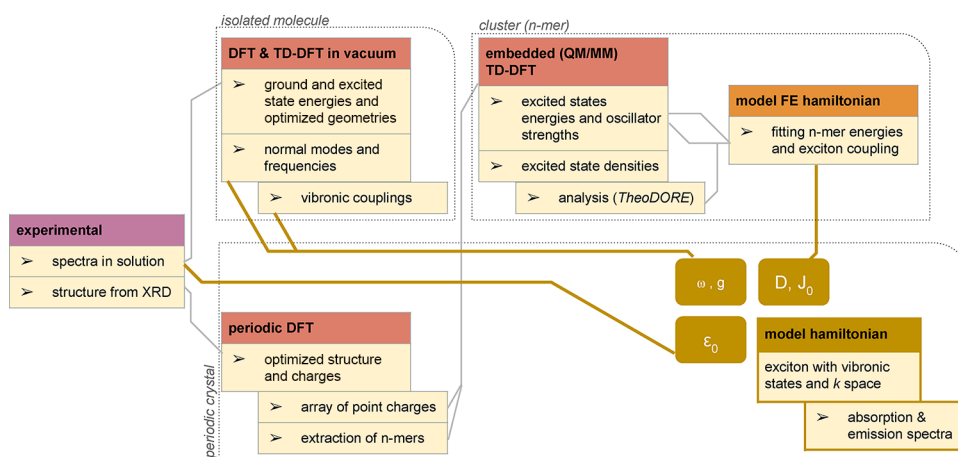 isolated molecule
DFT & TD-DFT in vacuum
➢ ground and excited
state energies and
optimized geometries
➢ normal modes and
frequencies
➢ vibronic couplings
cluster (n-mer)
embedded (QM/MM)
TD-DFT
➢ excited states
energies and oscillator
strengths
➢ excited state densities
➢ analysis (TheoDORE)
model FE hamiltonian
➢ fitting n-mer energies
and exciton coupling
experimental
➢ spectra in solution
➢ structure from XRD
periodic crystal
periodic DFT
➢ optimized structure
and charges
➢ array of point charges
➢ extraction of n-mers
ω , g
D, J₀
ε₀
model hamiltonian
exciton with vibronic
states and k space
➢ absorption &
emission spectra